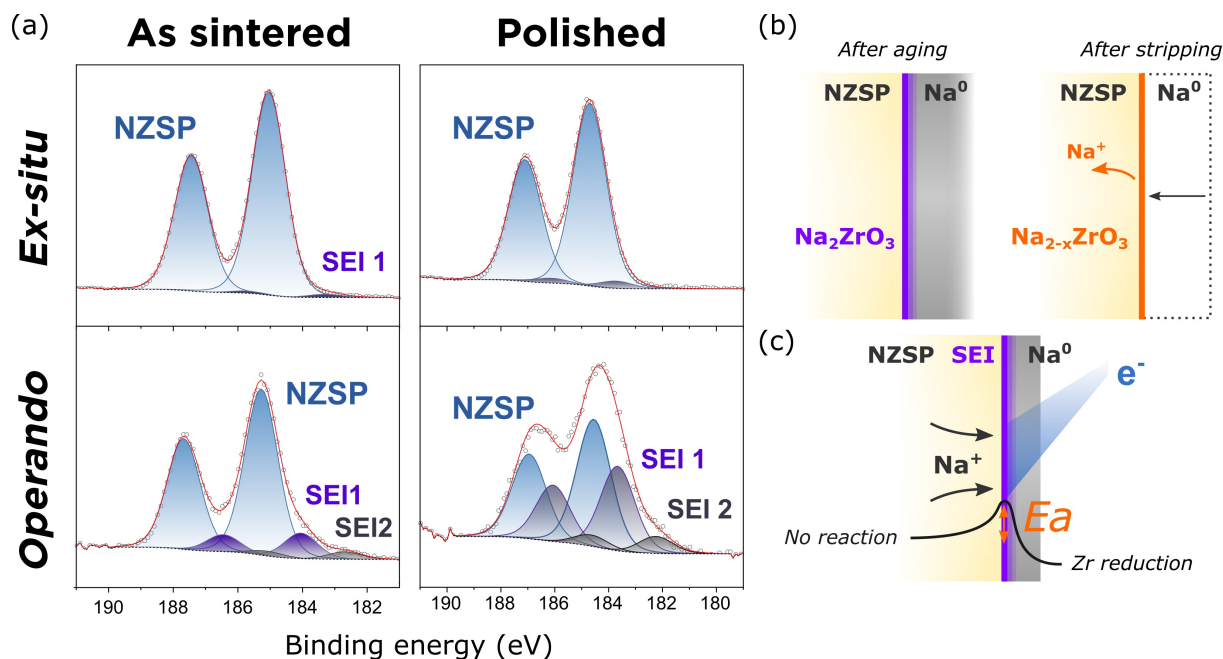 (a)
As sintered
Polished
Ex-situ
NZSP
SEI 1
NZSP
Operando
NZSP
SEI1
SEI2
NZSP
SEI 1
SEI 2
190 188 186 184 182
190 188 186 184 182 180
Binding energy (eV)
(b)
After aging
After stripping
NZSP Na⁰
NZSP Na⁰
Na⁺
Na₂ZrO₃
Na₂₋ₓZrO₃
(c)
NZSP SEI Na⁰
e⁻
Na⁺
Ea
No reaction
Zr reduction